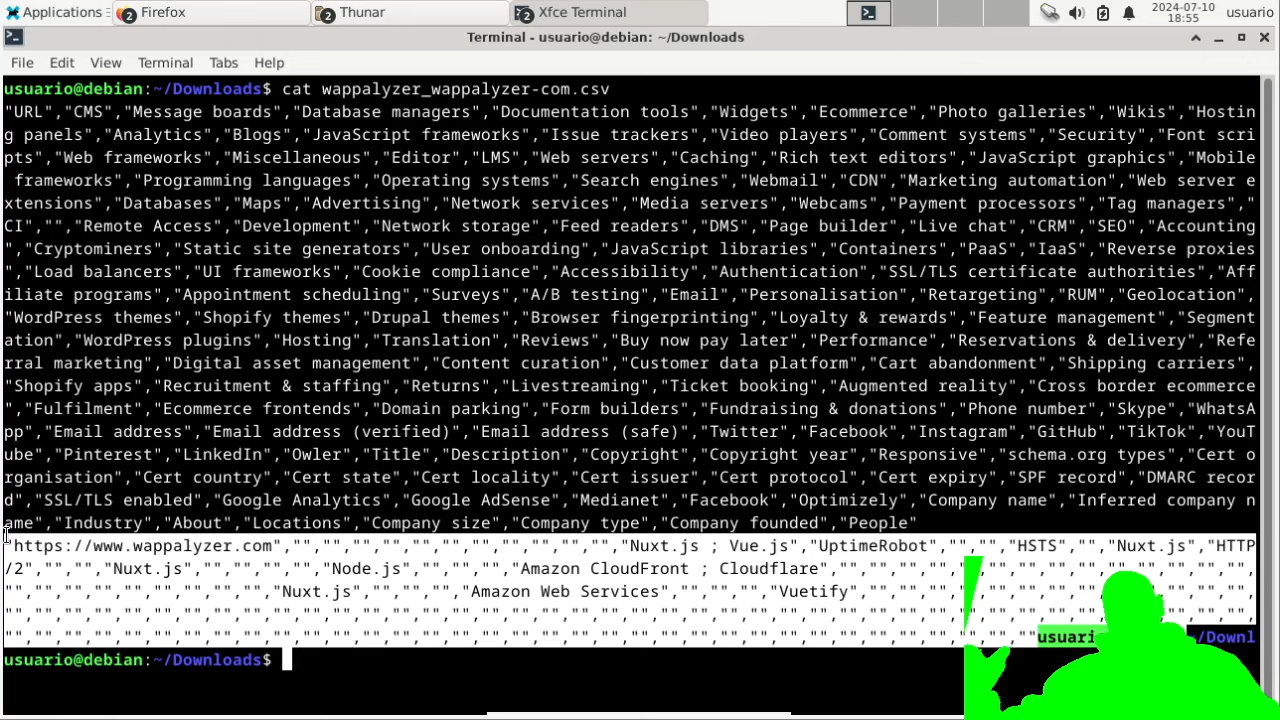 Applications
2 Firefox
2 Thunar
2 Xfce Terminal
2024-07-10
18:55
usuario
Terminal - usuario@debian: ~/Downloads
File Edit View Terminal Tabs Help
usuario@debian:~/Downloads$ cat wappalyzer_wappalyzer-com.csv
"URL","CMS","Message boards","Database managers","Documentation tools","Widgets","Ecommerce","Photo galleries","Wikis","Hostin
g panels","Analytics","Blogs","JavaScript frameworks","Issue trackers","Video players","Comment systems","Security","Font scri
pts","Web frameworks","Miscellaneous","Editor","LMS","Web servers","Caching","Rich text editors","JavaScript graphics","Mobile
 frameworks","Programming languages","Operating systems","Search engines","Webmail","CDN","Marketing automation","Web server e
xtensions","Databases","Maps","Advertising","Network services","Media servers","Webcams","Payment processors","Tag managers","
CI","","Remote Access","Development","Network storage","Feed readers","DMS","Page builder","Live chat","CRM","SEO","Accounting
","Cryptominers","Static site generators","User onboarding","JavaScript libraries","Containers","PaaS","IaaS","Reverse proxies
","Load balancers","UI frameworks","Cookie compliance","Accessibility","Authentication","SSL/TLS certificate authorities","Aff
iliate programs","Appointment scheduling","Surveys","A/B testing","Email","Personalisation","Retargeting","RUM","Geolocation",
"WordPress themes","Shopify themes","Drupal themes","Browser fingerprinting","Loyalty & rewards","Feature management","Segment
ation","WordPress plugins","Hosting","Translation","Reviews","Buy now pay later","Performance","Reservations & delivery","Refe
rral marketing","Digital asset management","Content curation","Customer data platform","Cart abandonment","Shipping carriers",
"Shopify apps","Recruitment & staffing","Returns","Livestreaming","Ticket booking","Augmented reality","Cross border ecommerce
","Fulfilment","Ecommerce frontends","Domain parking","Form builders","Fundraising & donations","Phone number","Skype","WhatsA
pp","Email address","Email address (verified)","Email address (safe)","Twitter","Facebook","Instagram","GitHub","TikTok","YouT
ube","Pinterest","LinkedIn","Owler","Title","Description","Copyright","Copyright year","Responsive","schema.org types","Cert o
rganisation","Cert country","Cert state","Cert locality","Cert issuer","Cert protocol","Cert expiry","SPF record","DMARC recor
d","SSL/TLS enabled","Google Analytics","Google AdSense","Medianet","Facebook","Optimizely","Company name","Inferred company n
ame","Industry","About","Locations","Company size","Company type","Company founded","People"
"https://www.wappalyzer.com","","","","","","","","","","","","Nuxt.js ; Vue.js","UptimeRobot","","","HSTS","","Nuxt.js","HTTP
/2","","","Nuxt.js","","","Node.js","","","Amazon CloudFront ; Cloudflare","","","","","","","","","
"Nuxt.js","","","","Amazon Web Services","","","","Vuetify","","","
usuari /Downl
usuario@debian:~/Downloads$